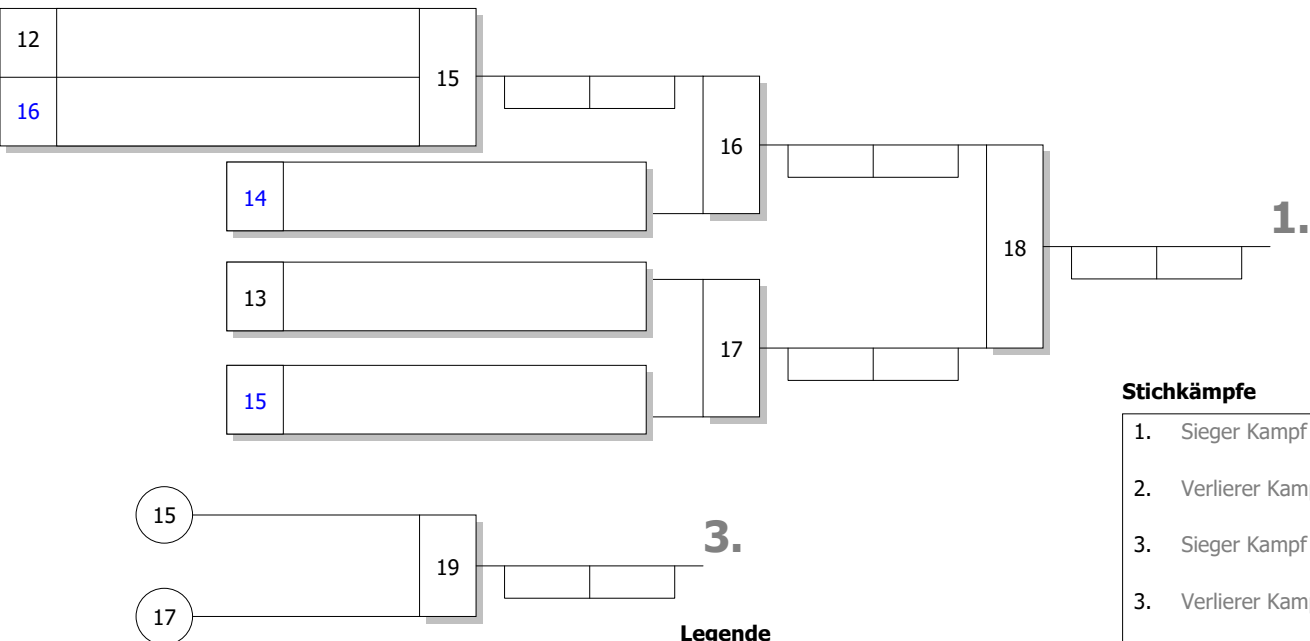 12
15
16
16
14
1.
18
13
17
15
Stichkämpfe
1. Sieger Kampf
2. Verlierer Kam
3. Sieger Kampf
3. Verlierer Kam
15
3.
19
17
Legende